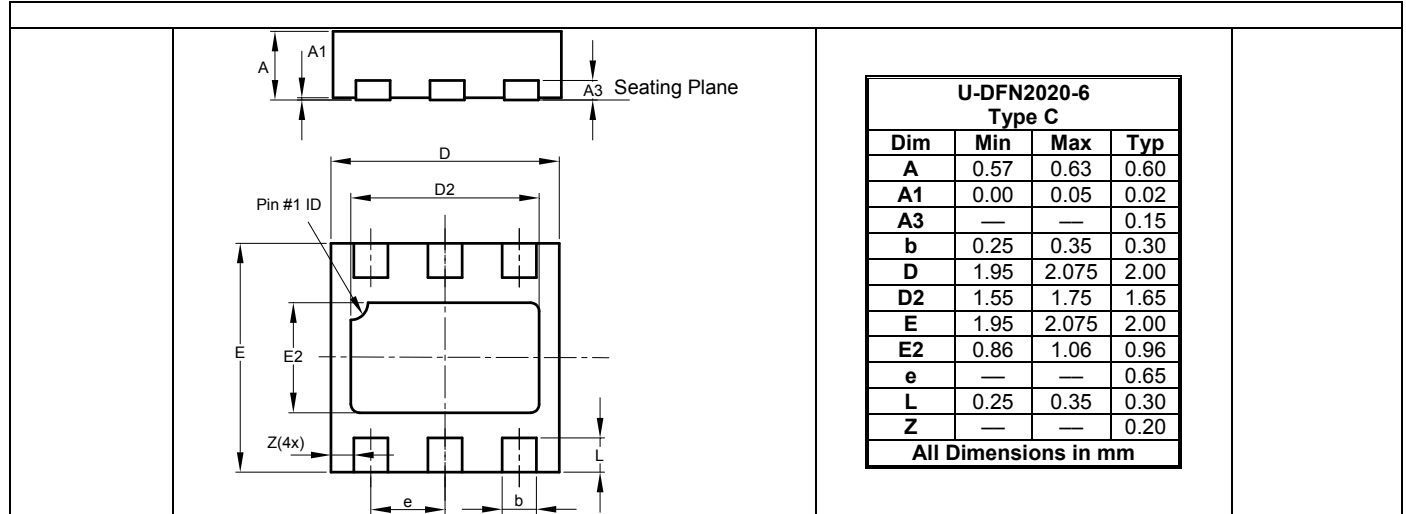 A
A1
A3 Seating Plane
D
D2
Pin #1 ID
E
E2
Z(4x)
L
e
b
U-DFN2020-6
Type C
Dim Min Max Typ
A 0.57 0.63 0.60
A1 0.00 0.05 0.02
A3 — — 0.15
b 0.25 0.35 0.30
D 1.95 2.075 2.00
D2 1.55 1.75 1.65
E 1.95 2.075 2.00
E2 0.86 1.06 0.96
e — — 0.65
L 0.25 0.35 0.30
Z — — 0.20
All Dimensions in mm